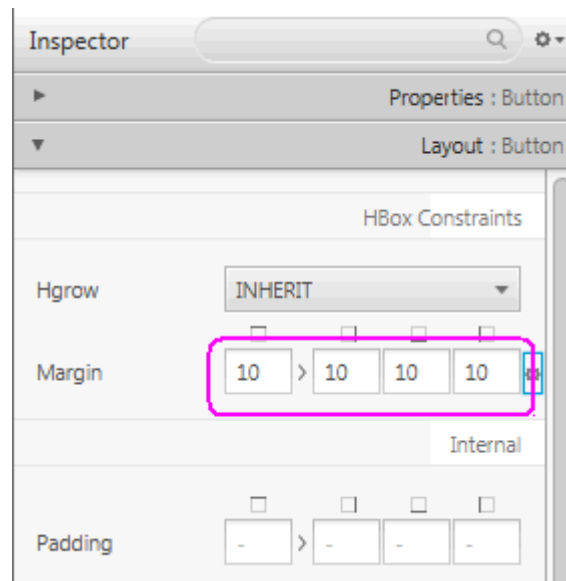 Inspector
Properties : Button
Layout : Button
HBox Constraints
Hgrow INHERIT
Margin 10 > 10 10 10
Internal
Padding - > - - -